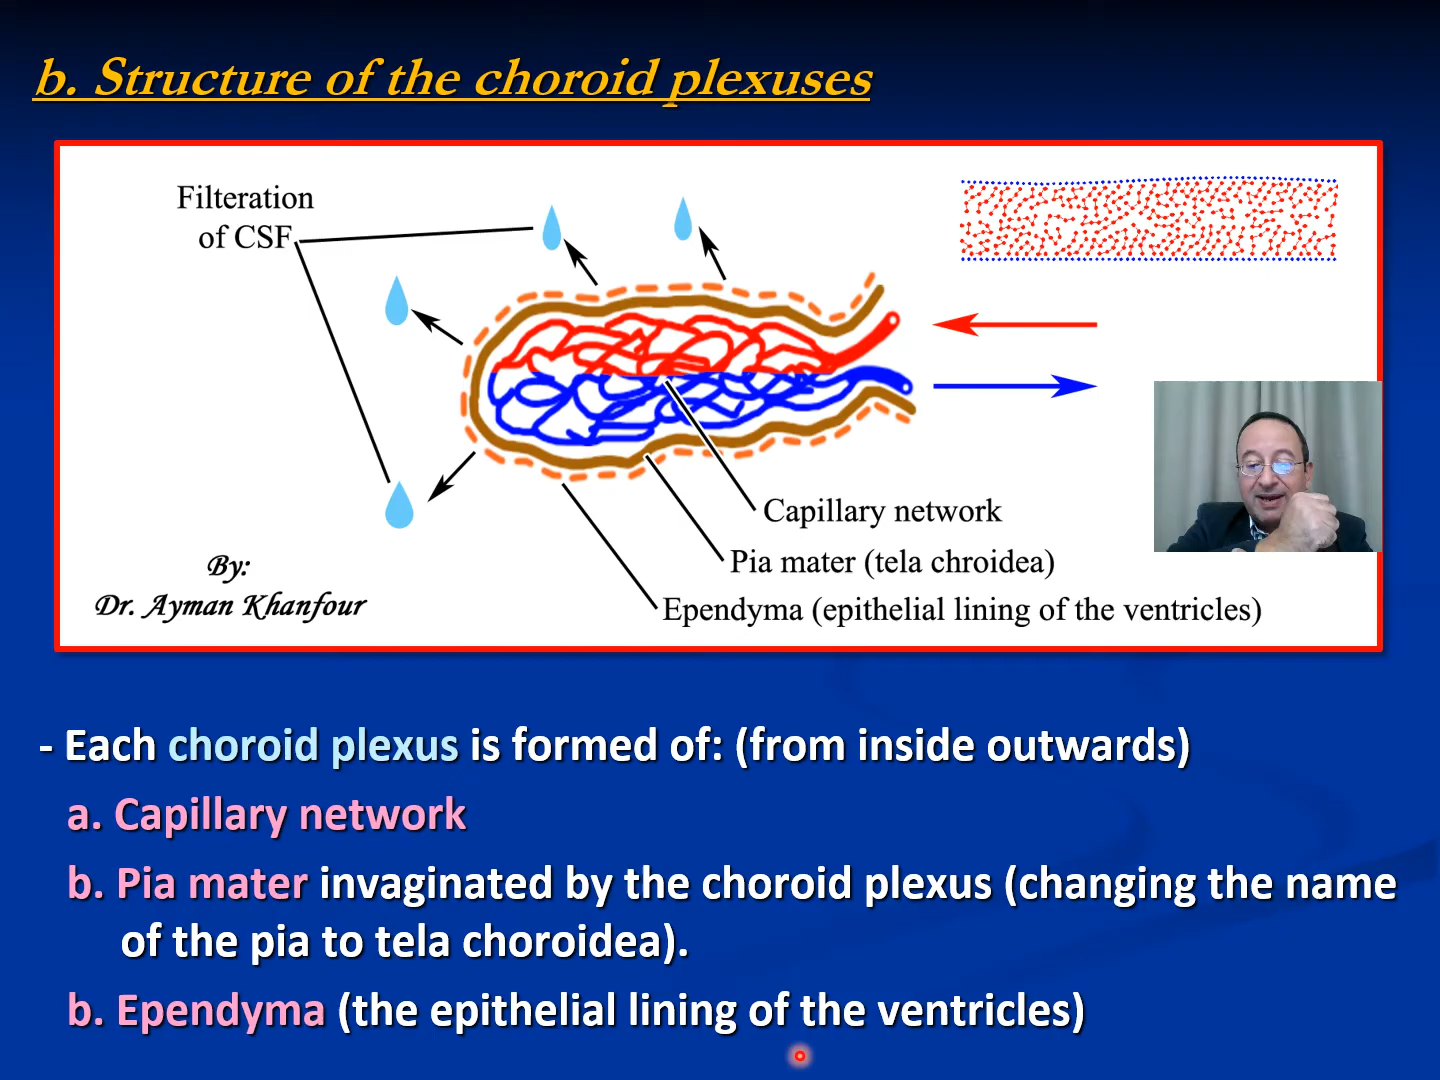 b. Structure of the choroid plexuses
Filteration
of CSF
Capillary network
Pia mater (tela chroidea)
Ependyma (epithelial lining of the ventricles)
By:
Dr. Ayman Khanfour
- Each choroid plexus is formed of: (from inside outwards)
a. Capillary network
b. Pia mater invaginated by the choroid plexus (changing the name
of the pia to tela choroidea).
b. Ependyma (the epithelial lining of the ventricles)